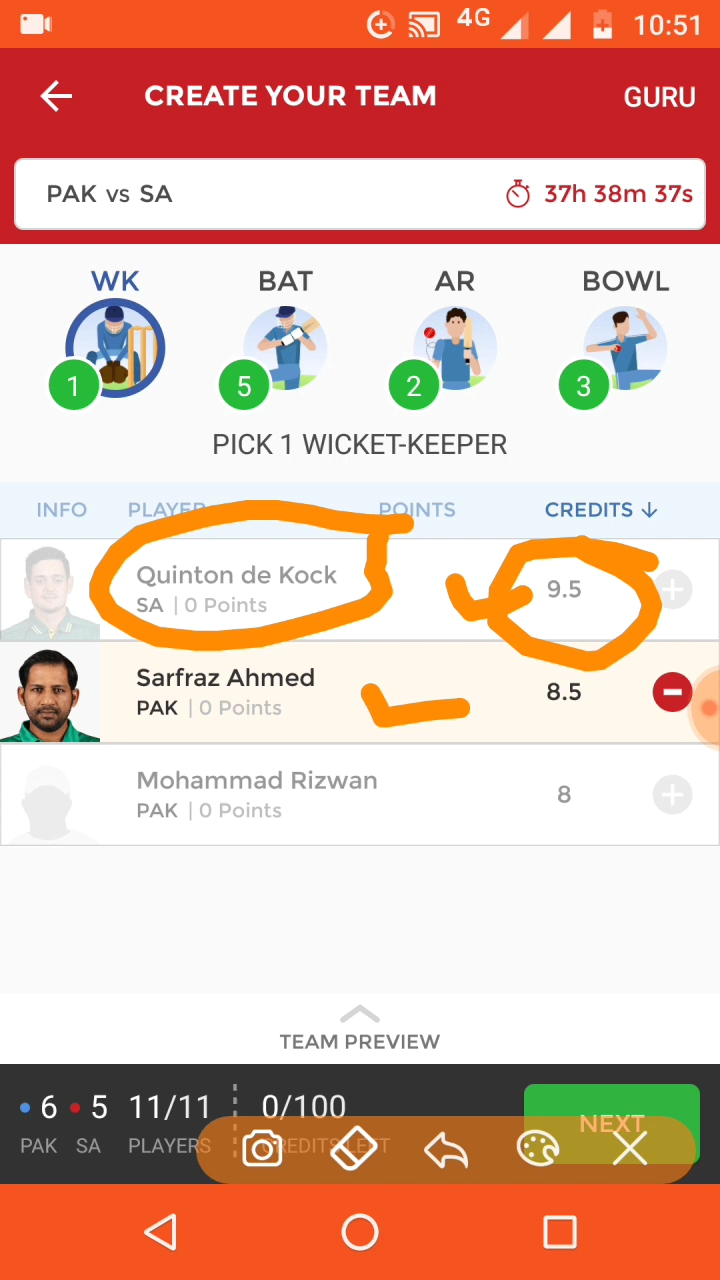 4G 10:51
CREATE YOUR TEAM GURU
PAK vs SA 37h 38m 37s
WK BAT AR BOWL
1 5 2 3
PICK 1 WICKET-KEEPER
INFO PLAYER POINTS CREDITS ↓
Quinton de Kock 9.5
SA | 0 Points
Sarfraz Ahmed 8.5
PAK | 0 Points
Mohammad Rizwan 8
PAK | 0 Points
TEAM PREVIEW
6 5 11/11 0/100 NEXT
PAK SA PLAYERS CREDITS LEFT